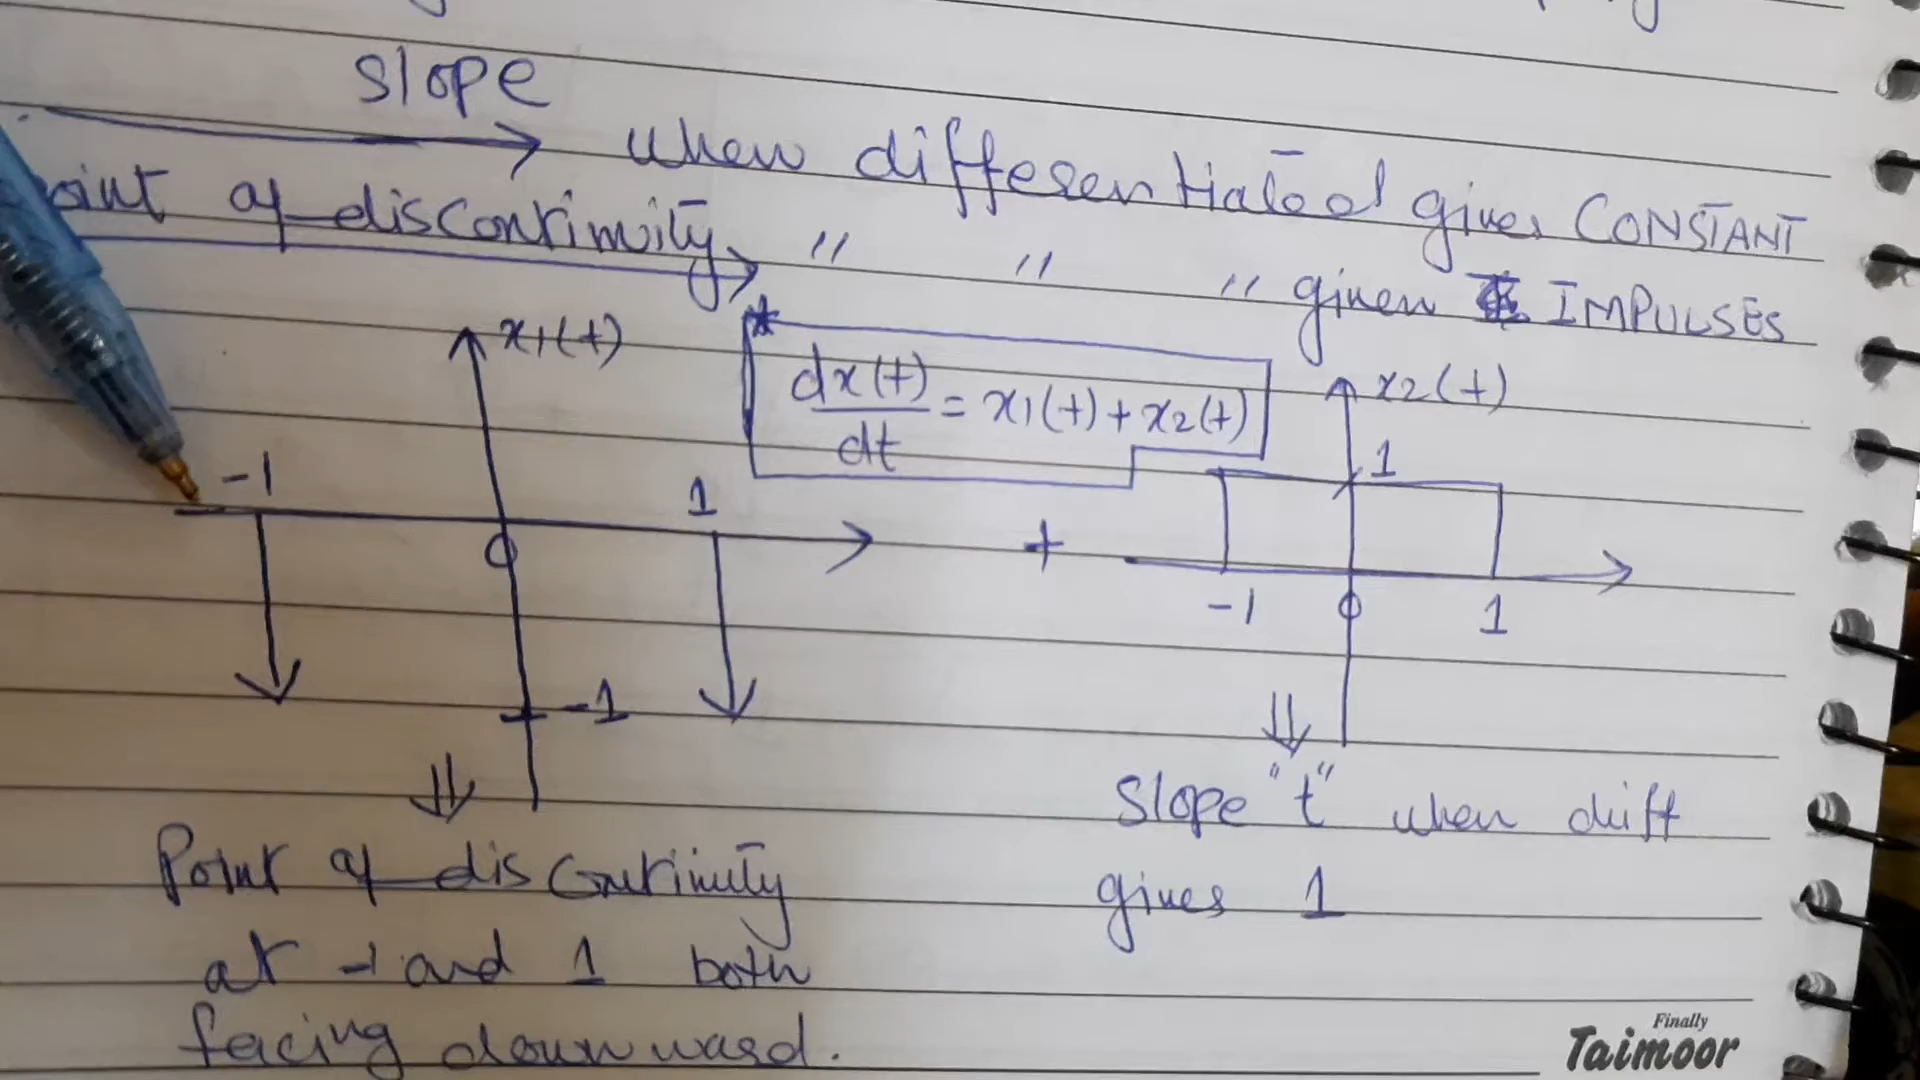 slope
when differentiated gives CONSTANT
point of discontinuity " " " given IMPULSES
x1(t)
* dx(t)/dt = x1(t) + x2(t)
x2(t)
1
-1
1
0
+
-1
0
1
-1
Point of discontinuity
at -1 and 1 both
facing downward.
Slope "t" when diff
gives 1
Finally
Taimoor